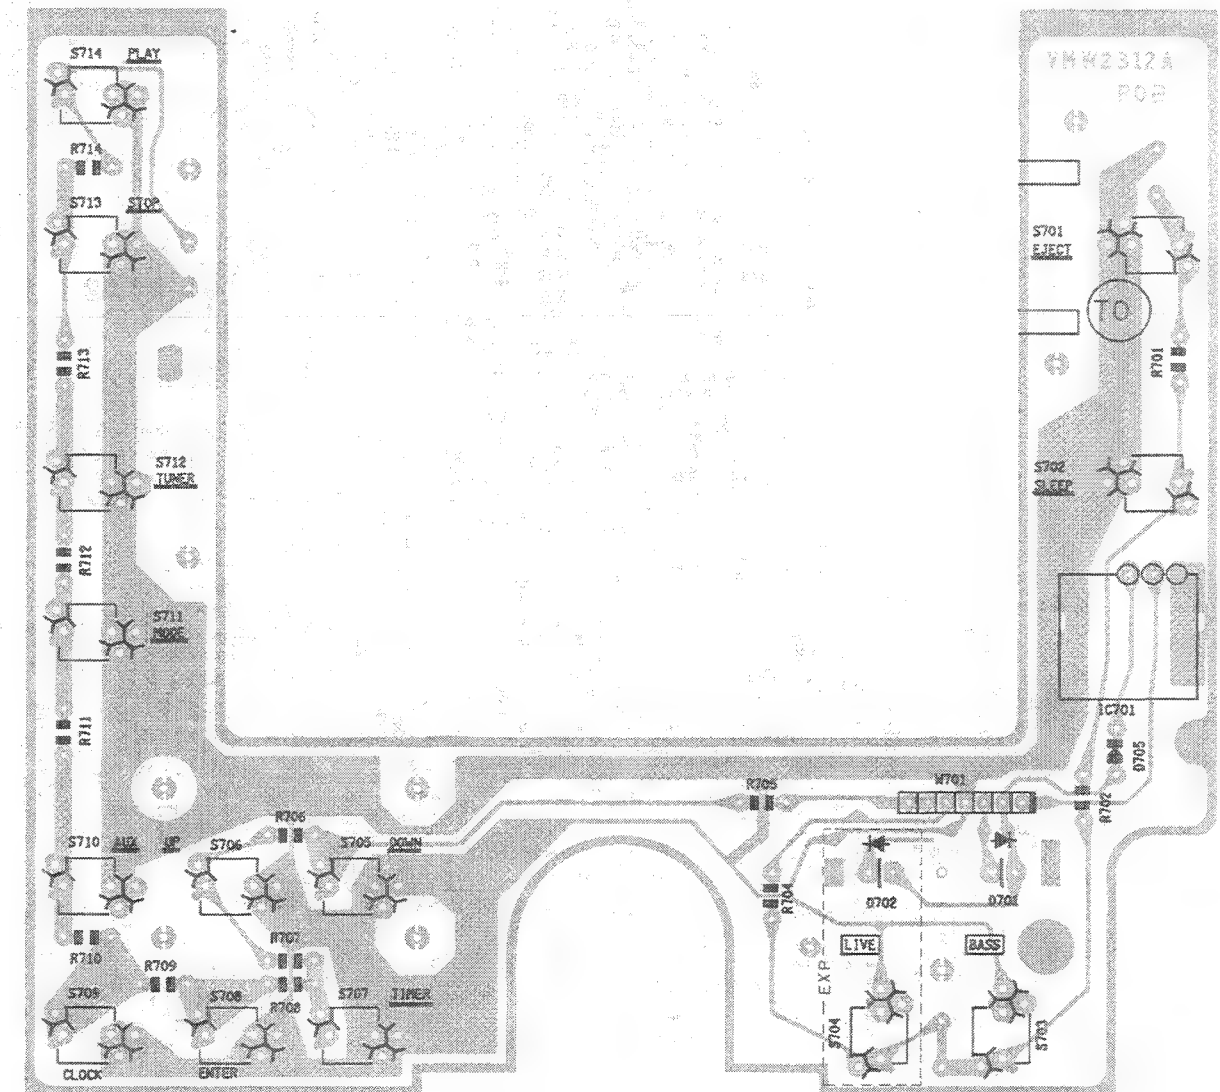 S714 PLAY
VMW2312A
R714
S713 STOP
S701
EJECT
TO
R713
R701
S712
TUNER
S702
SLEEP
R712
S711
MODE
R711
IC701
D705
W701
R705
R702
R706
S710 AUX UP S706 S705 DOWN
R704
D702 D701
LIVE BASS
R707
R710
R709
EXP
R708
S709 S708 S707 TIMER
S704
S703
CLOCK ENTER